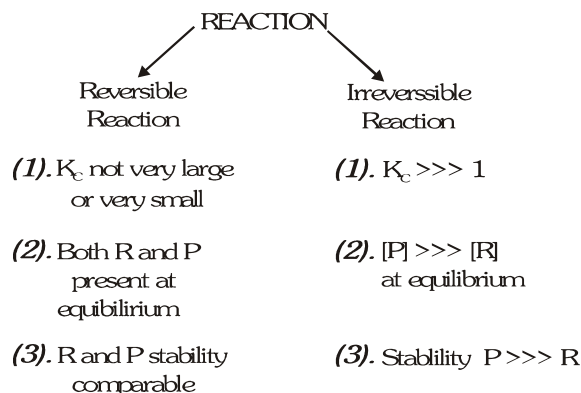 REACTION
Reversible
Reaction
(1). Kc not very large
or very small
(2). Both R and P
present at
equibilirium
(3). R and P stability
comparable
Irreverssible
Reaction
(1). Kc >>> 1
(2). [P] >>> [R]
at equilibrium
(3). Stablility P >>> R